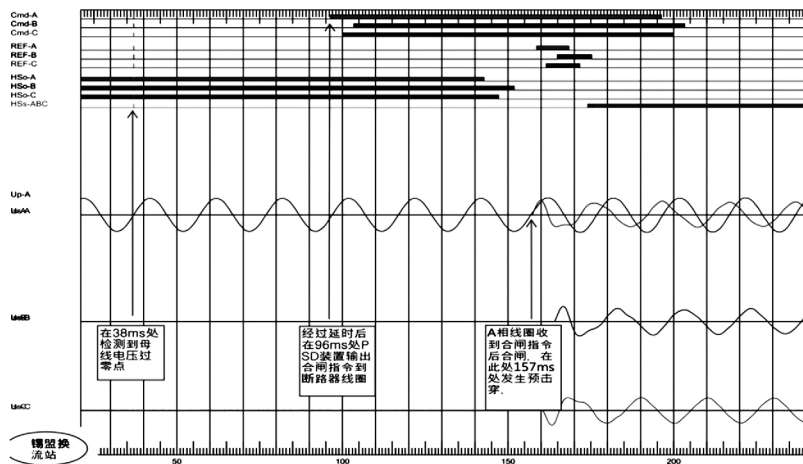 Cmd-A
Cmd-B
Cmd-C
REF-A
REF-B
REF-C
HSo-A
HSo-B
HSo-C
HSs-ABC
Up-A
在38ms处
检测到母
线电压过
零点
经过延时后
在96ms处P
SD装置输出
合闸指令到
断路器线圈
A相线圈收
到合闸指令
后合闸，在
此处157ms
处发生预击
穿，
锡盟换
流站
50
100
150
200